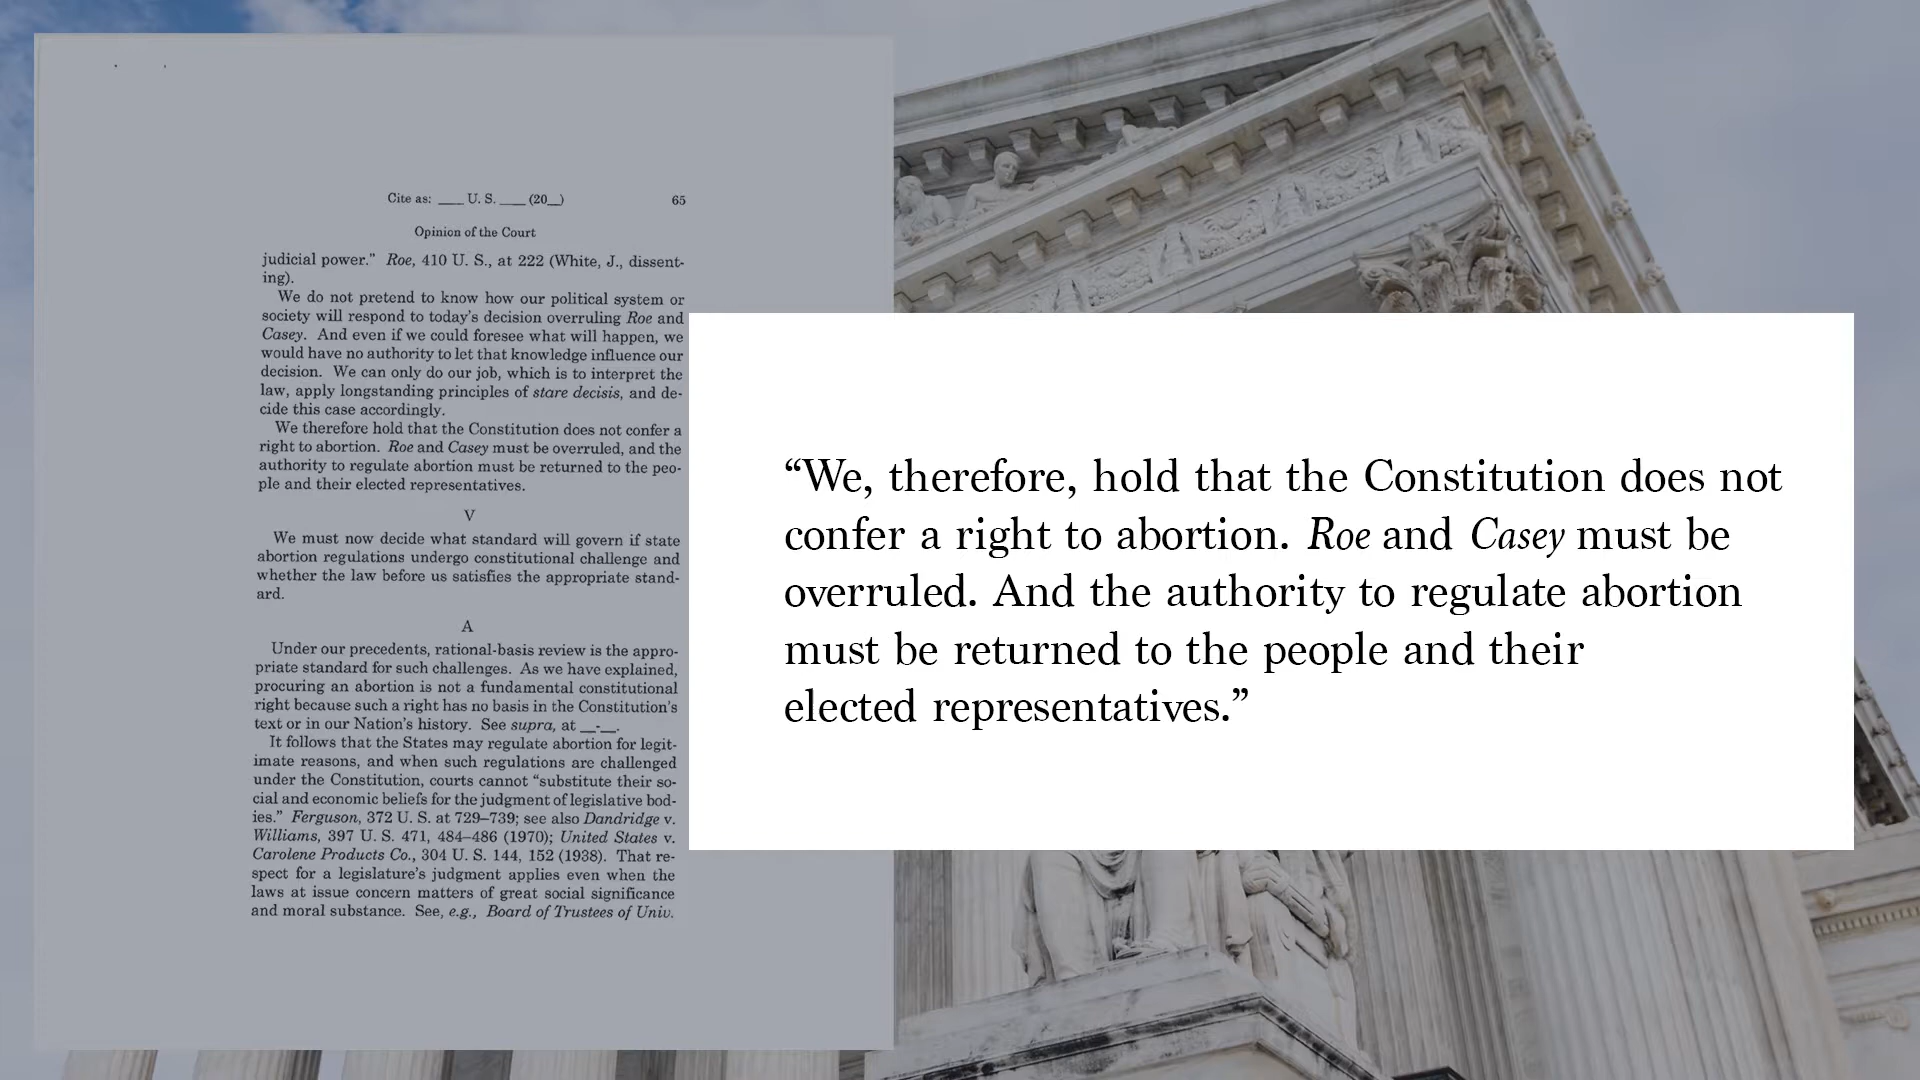 Cite as: ___ U. S. ___ (20__) 65
Opinion of the Court
judicial power.” Roe, 410 U. S., at 222 (White, J., dissent-
ing).
We do not pretend to know how our political system or
society will respond to today’s decision overruling Roe and
Casey. And even if we could foresee what will happen, we
would have no authority to let that knowledge influence our
decision. We can only do our job, which is to interpret the
law, apply longstanding principles of stare decisis, and de-
cide this case accordingly.
We therefore hold that the Constitution does not confer a
right to abortion. Roe and Casey must be overruled, and the
authority to regulate abortion must be returned to the peo-
ple and their elected representatives.
V
We must now decide what standard will govern if state
abortion regulations undergo constitutional challenge and
whether the law before us satisfies the appropriate stand-
ard.
A
Under our precedents, rational-basis review is the appro-
priate standard for such challenges. As we have explained,
procuring an abortion is not a fundamental constitutional
right because such a right has no basis in the Constitution’s
text or in our Nation’s history. See supra, at __-__.
It follows that the States may regulate abortion for legit-
imate reasons, and when such regulations are challenged
under the Constitution, courts cannot “substitute their so-
cial and economic beliefs for the judgment of legislative bod-
ies.” Ferguson, 372 U. S. at 729–739; see also Dandridge v.
Williams, 397 U. S. 471, 484–486 (1970); United States v.
Carolene Products Co., 304 U. S. 144, 152 (1938). That re-
spect for a legislature’s judgment applies even when the
laws at issue concern matters of great social significance
and moral substance. See, e.g., Board of Trustees of Univ.
“We, therefore, hold that the Constitution does not
confer a right to abortion. Roe and Casey must be
overruled. And the authority to regulate abortion
must be returned to the people and their
elected representatives.”